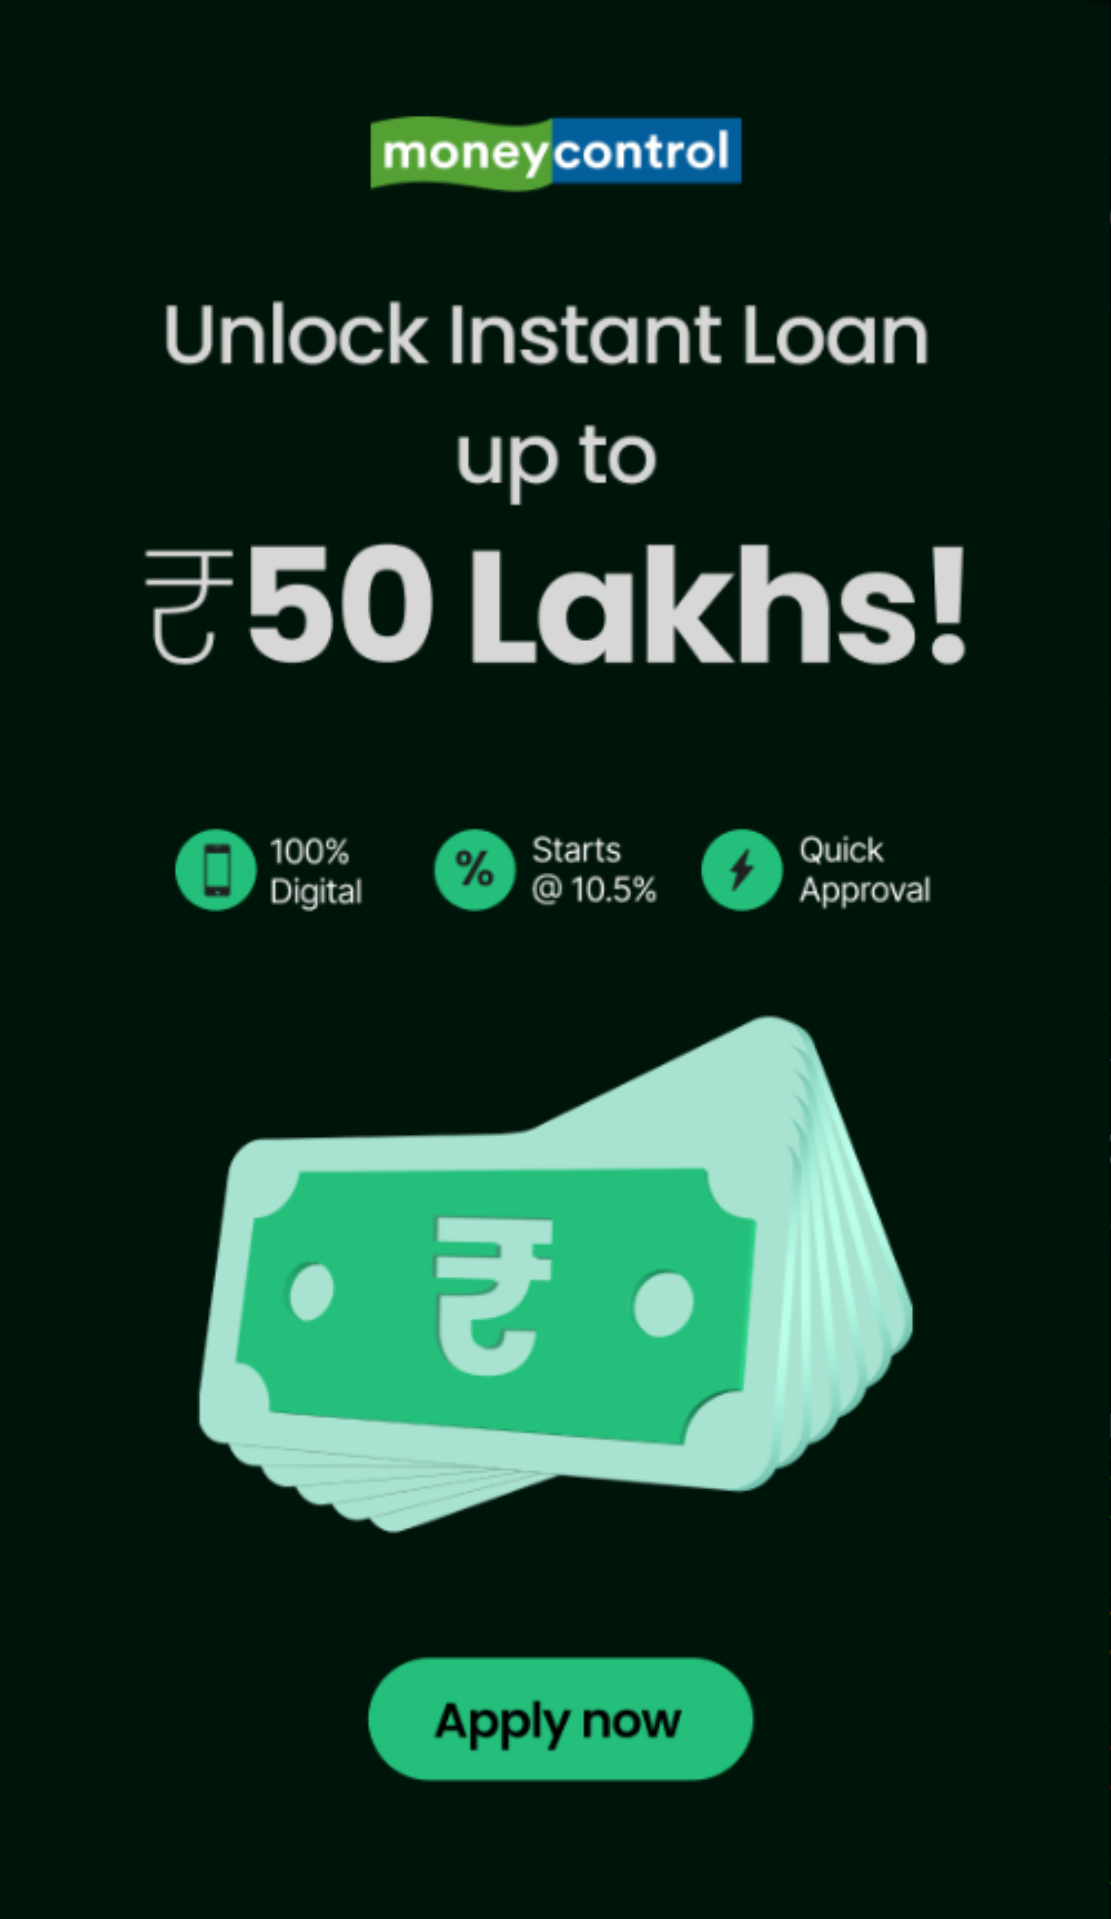 moneycontrol
Unlock Instant Loan
up to
₹50 Lakhs!
100%
Digital
%
Starts
@ 10.5%
Quick
Approval
₹
Apply now